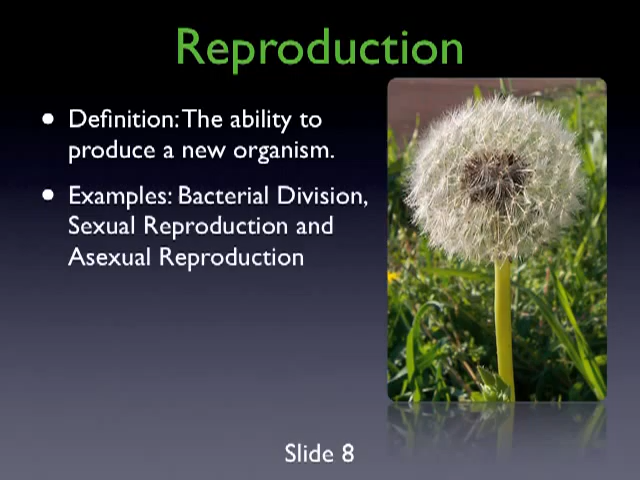 Reproduction
• Definition: The ability to
produce a new organism.
• Examples: Bacterial Division,
Sexual Reproduction and
Asexual Reproduction
Slide 8